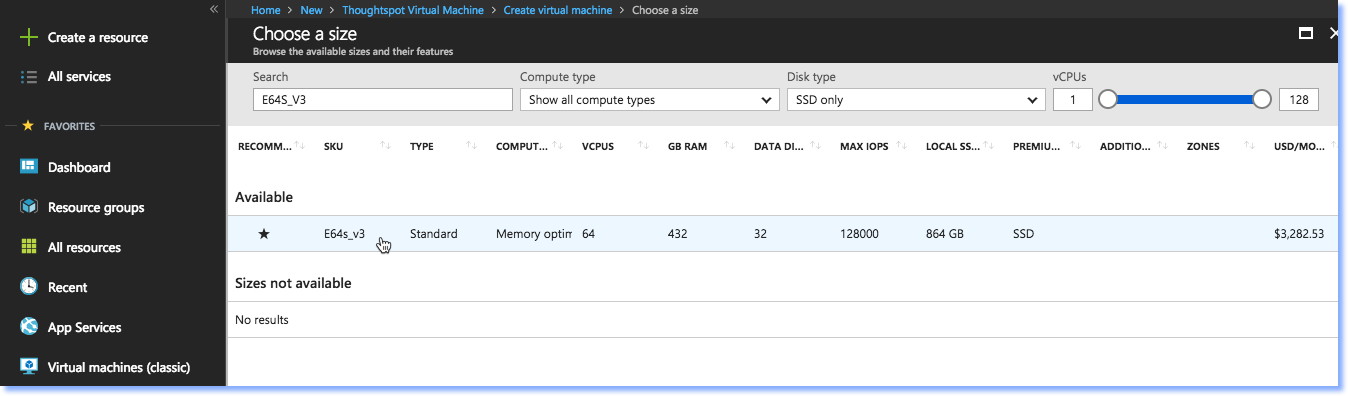 Home > New > Thoughtspot Virtual Machine > Create virtual machine > Choose a size
Choose a size
Browse the available sizes and their features
Create a resource
All services
FAVORITES
Dashboard
Resource groups
All resources
Recent
App Services
Virtual machines (classic)
Search Compute type Disk type vCPUs
E64S_V3 Show all compute types SSD only 1 128
RECOMM... SKU TYPE COMPUT... VCPUS GB RAM DATA DI... MAX IOPS LOCAL SS... PREMIU... ADDITIO... ZONES USD/MO...
Available
★ E64s_v3 Standard Memory optim 64 432 32 128000 864 GB SSD $3,282.53
Sizes not available
No results